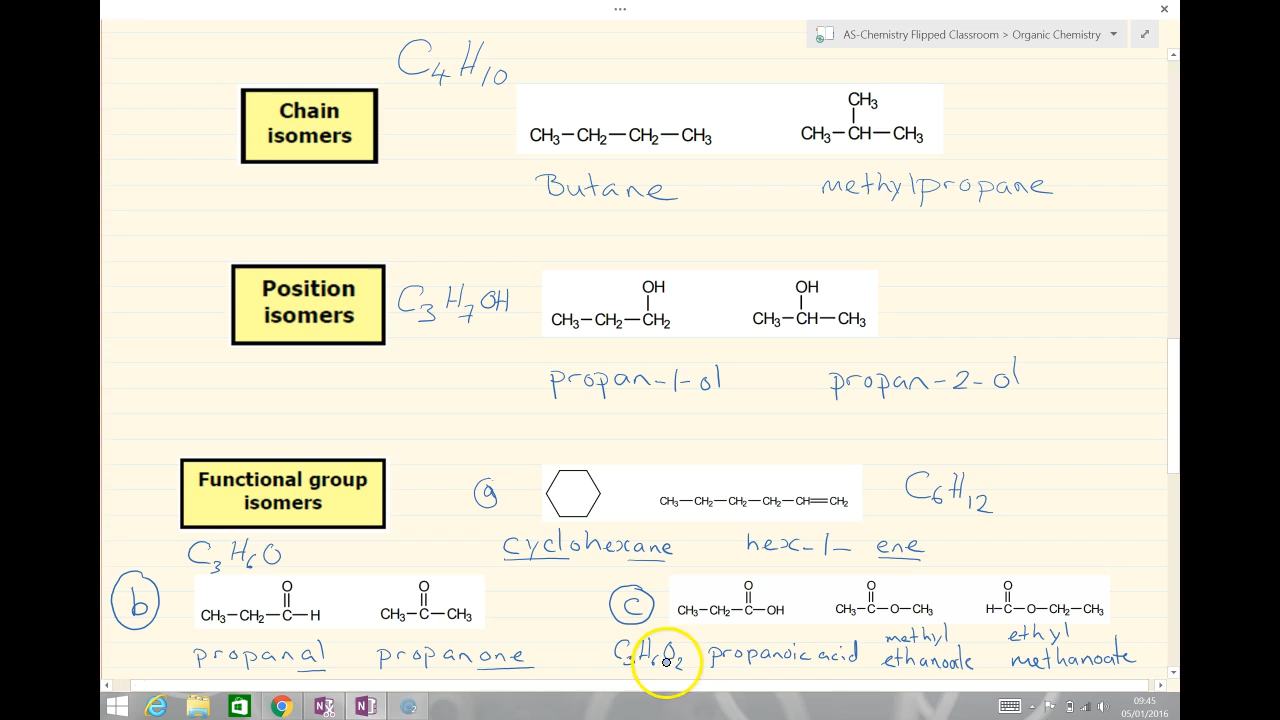 AS-Chemistry Flipped Classroom > Organic Chemistry
C4H10
Chain
isomers
CH3
CH3—CH2—CH2—CH3
CH3—CH—CH3
Butane
methylpropane
Position
isomers
C3H7OH
OH
CH3—CH2—CH2
OH
CH3—CH—CH3
propan-1-ol
propan-2-ol
Functional group
isomers
a
CH3—CH2—CH2—CH2—CH=CH2
C6H12
cyclohexane
hex-1-ene
C3H6O
b
O
CH3—CH2—C—H
O
CH3—C—CH3
propanal
propanone
c
O
CH3—CH2—C—OH
O
CH3—C—O—CH3
O
H—C—O—CH2—CH3
C3H6O2
propanoic acid
methyl
ethanoate
ethyl
methanoate
09:45
05/01/2016